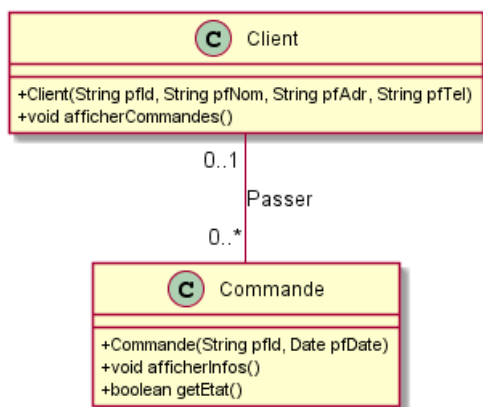 C Client
+Client(String pfId, String pfNom, String pfAdr, String pfTel)
+void afficherCommandes()
0..1
Passer
0..*
C Commande
+Commande(String pfId, Date pfDate)
+void afficherInfos()
+boolean getEtat()